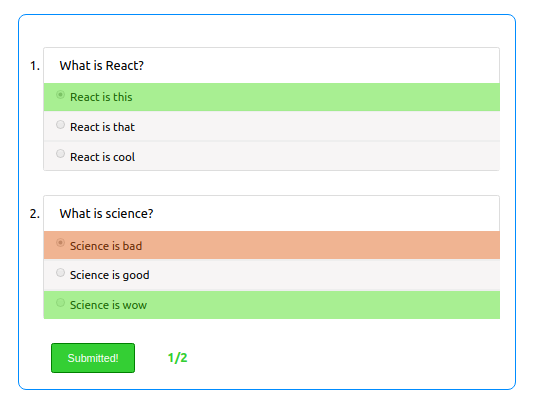 1. What is React?
React is this
React is that
React is cool
2. What is science?
Science is bad
Science is good
Science is wow
Submitted! 1/2